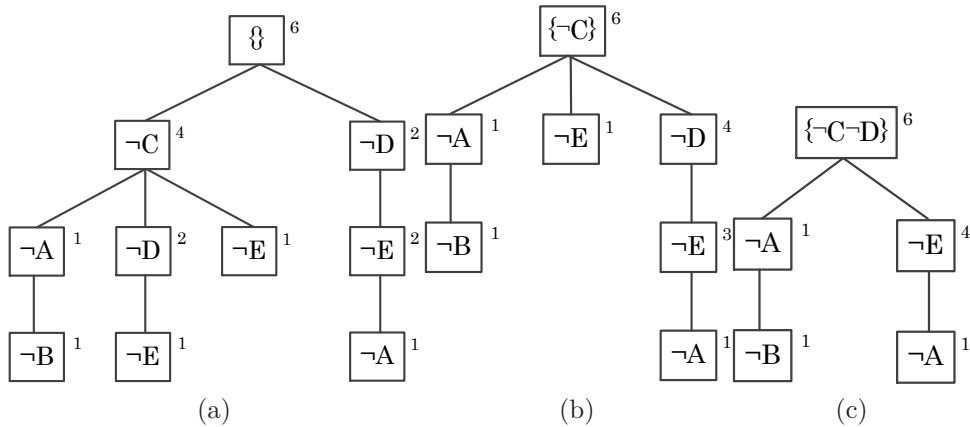 {} 6
¬C 4
¬D 2
¬A 1
¬D 2
¬E 1
¬E 2
¬B 1
¬E 1
¬A 1
(a)
{¬C} 6
¬A 1
¬E 1
¬D 4
¬B 1
¬E 3
¬A 1
(b)
{¬C¬D} 6
¬A 1
¬E 4
¬B 1
¬A 1
(c)